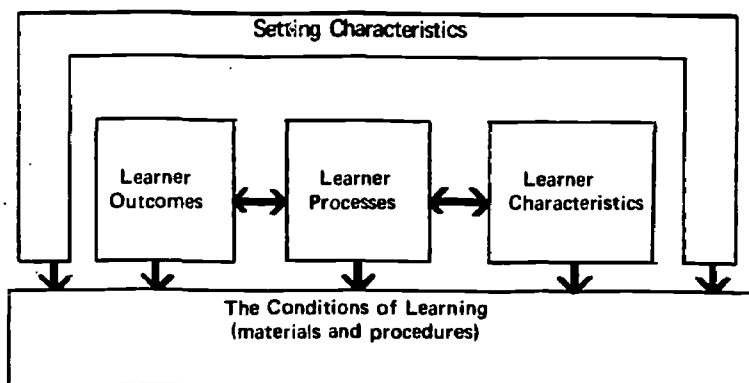 Setting Characteristics
Learner
Outcomes
Learner
Processes
Learner
Characteristics
The Conditions of Learning
(materials and procedures)